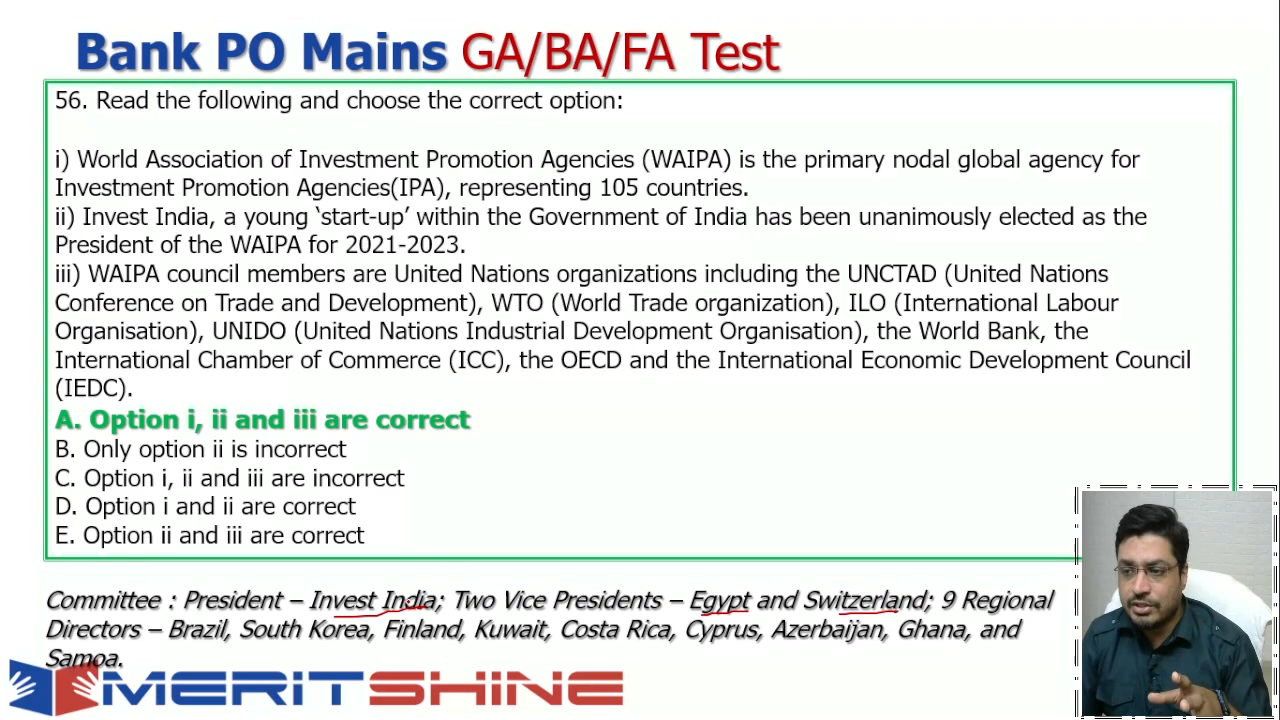 Bank PO Mains GA/BA/FA Test
56. Read the following and choose the correct option:
i) World Association of Investment Promotion Agencies (WAIPA) is the primary nodal global agency for
Investment Promotion Agencies(IPA), representing 105 countries.
ii) Invest India, a young ‘start-up’ within the Government of India has been unanimously elected as the
President of the WAIPA for 2021-2023.
iii) WAIPA council members are United Nations organizations including the UNCTAD (United Nations
Conference on Trade and Development), WTO (World Trade organization), ILO (International Labour
Organisation), UNIDO (United Nations Industrial Development Organisation), the World Bank, the
International Chamber of Commerce (ICC), the OECD and the International Economic Development Council
(IEDC).
A. Option i, ii and iii are correct
B. Only option ii is incorrect
C. Option i, ii and iii are incorrect
D. Option i and ii are correct
E. Option ii and iii are correct
Committee : President – Invest India; Two Vice Presidents – Egypt and Switzerland; 9 Regional
Directors – Brazil, South Korea, Finland, Kuwait, Costa Rica, Cyprus, Azerbaijan, Ghana, and
Samoa.
MERITSHINE